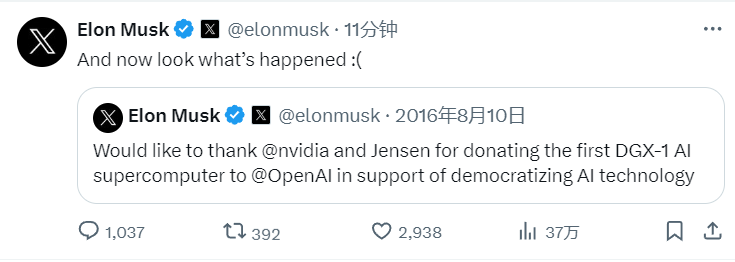 Elon Musk @elonmusk · 11分钟
And now look what’s happened :(
Elon Musk @elonmusk · 2016年8月10日
Would like to thank @nvidia and Jensen for donating the first DGX-1 AI
supercomputer to @OpenAI in support of democratizing AI technology
1,037 392 2,938 37万